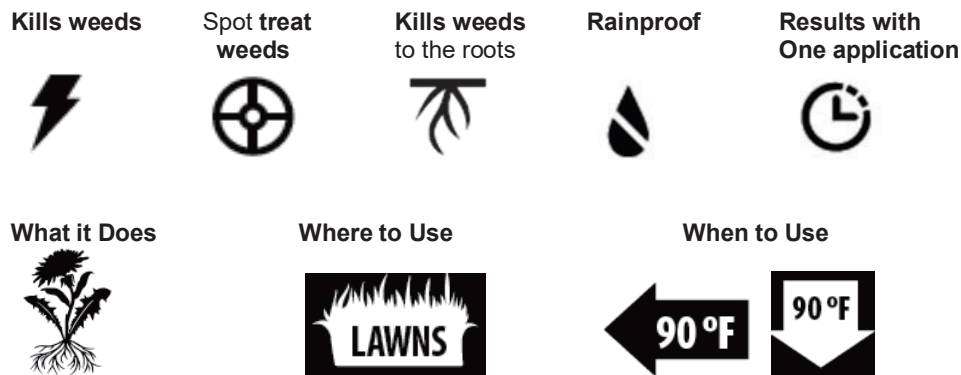 Kills weeds
Spot treat
weeds
Kills weeds
to the roots
Rainproof
Results with
One application
What it Does
Where to Use
When to Use
LAWNS
90 ºF
90 ºF